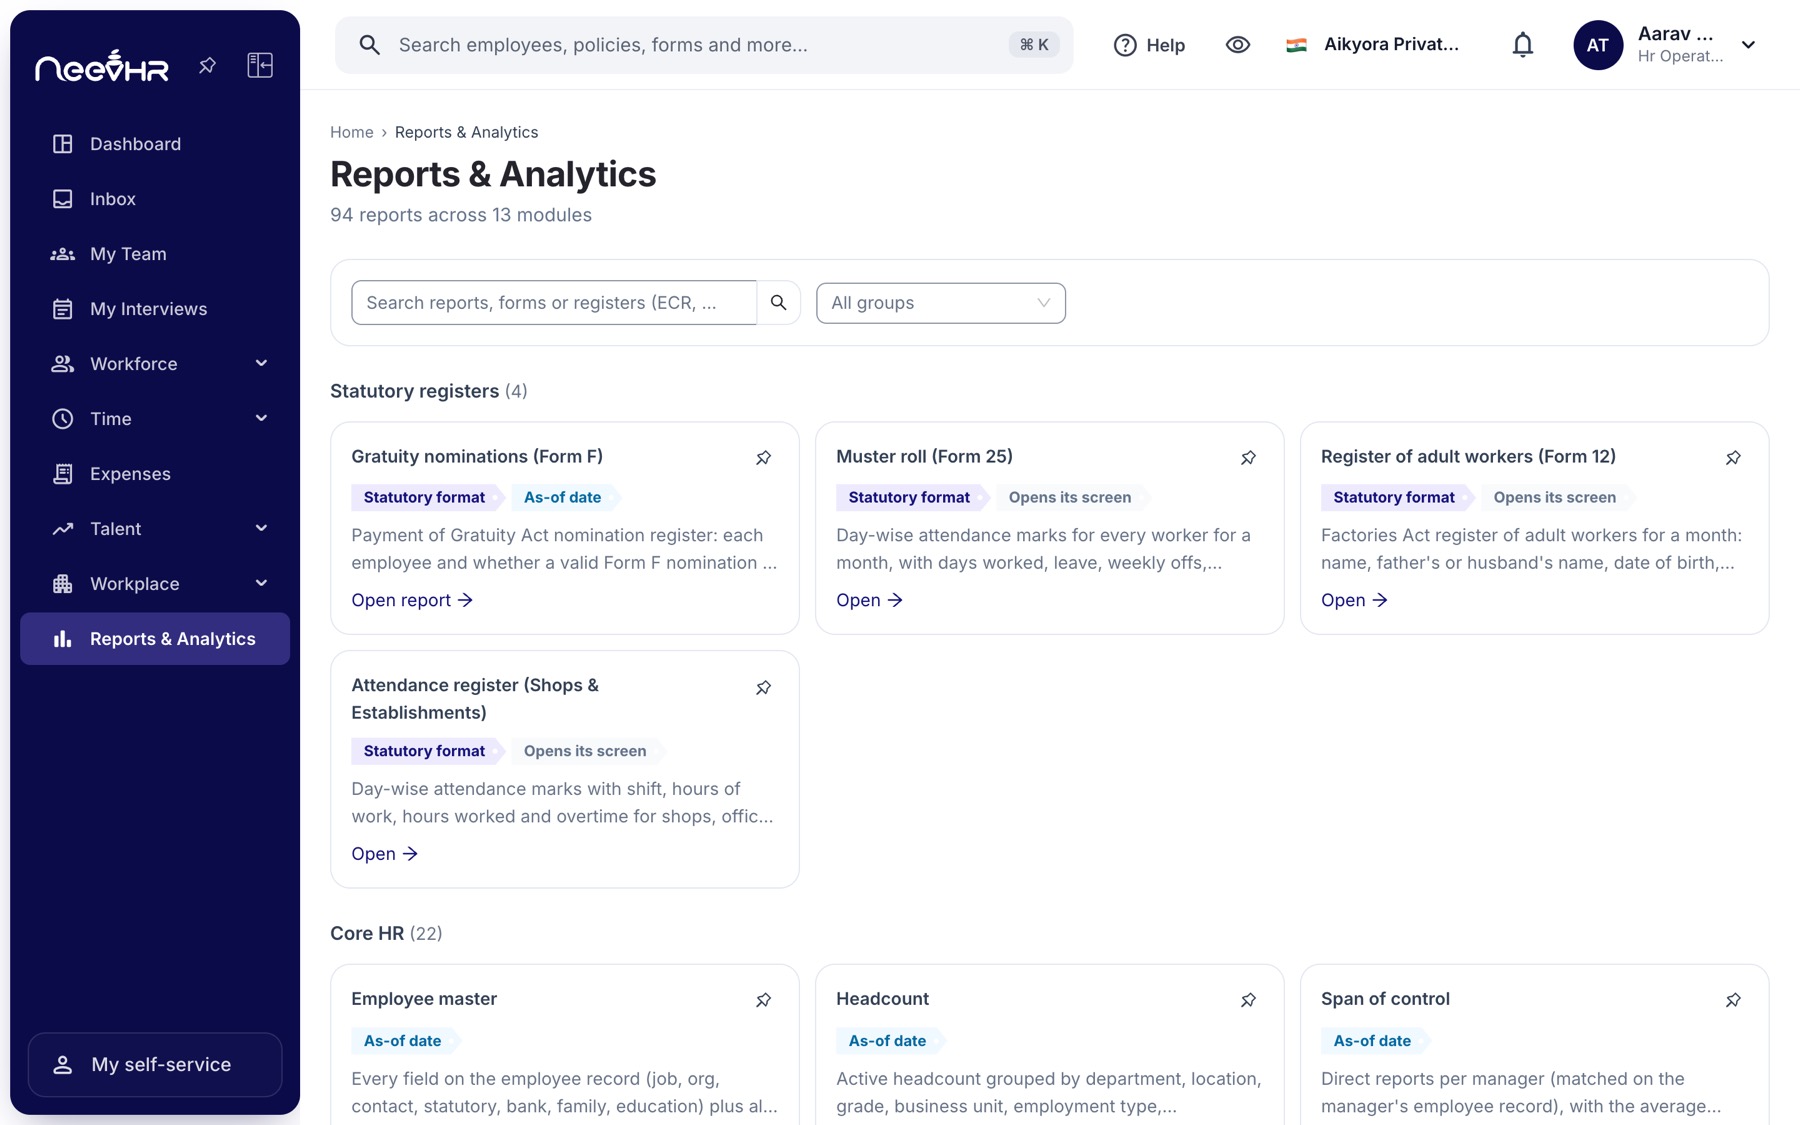 neevHR
Search employees, policies, forms and more...
⌘ K
Help
Aikyora Privat...
AT
Aarav ...
Hr Operat...
Dashboard
Inbox
My Team
My Interviews
Workforce
Time
Expenses
Talent
Workplace
Reports & Analytics
My self-service
Home › Reports & Analytics
Reports & Analytics
94 reports across 13 modules
Search reports, forms or registers (ECR, ...
All groups
Statutory registers (4)
Gratuity nominations (Form F)
Statutory format
As-of date
Payment of Gratuity Act nomination register: each
employee and whether a valid Form F nomination ...
Open report →
Muster roll (Form 25)
Statutory format
Opens its screen
Day-wise attendance marks for every worker for a
month, with days worked, leave, weekly offs,...
Open →
Register of adult workers (Form 12)
Statutory format
Opens its screen
Factories Act register of adult workers for a month:
name, father's or husband's name, date of birth,...
Open →
Attendance register (Shops &
Establishments)
Statutory format
Opens its screen
Day-wise attendance marks with shift, hours of
work, hours worked and overtime for shops, offic...
Open →
Core HR (22)
Employee master
As-of date
Every field on the employee record (job, org,
contact, statutory, bank, family, education) plus al...
Headcount
As-of date
Active headcount grouped by department, location,
grade, business unit, employment type,...
Span of control
As-of date
Direct reports per manager (matched on the
manager's employee record), with the average...